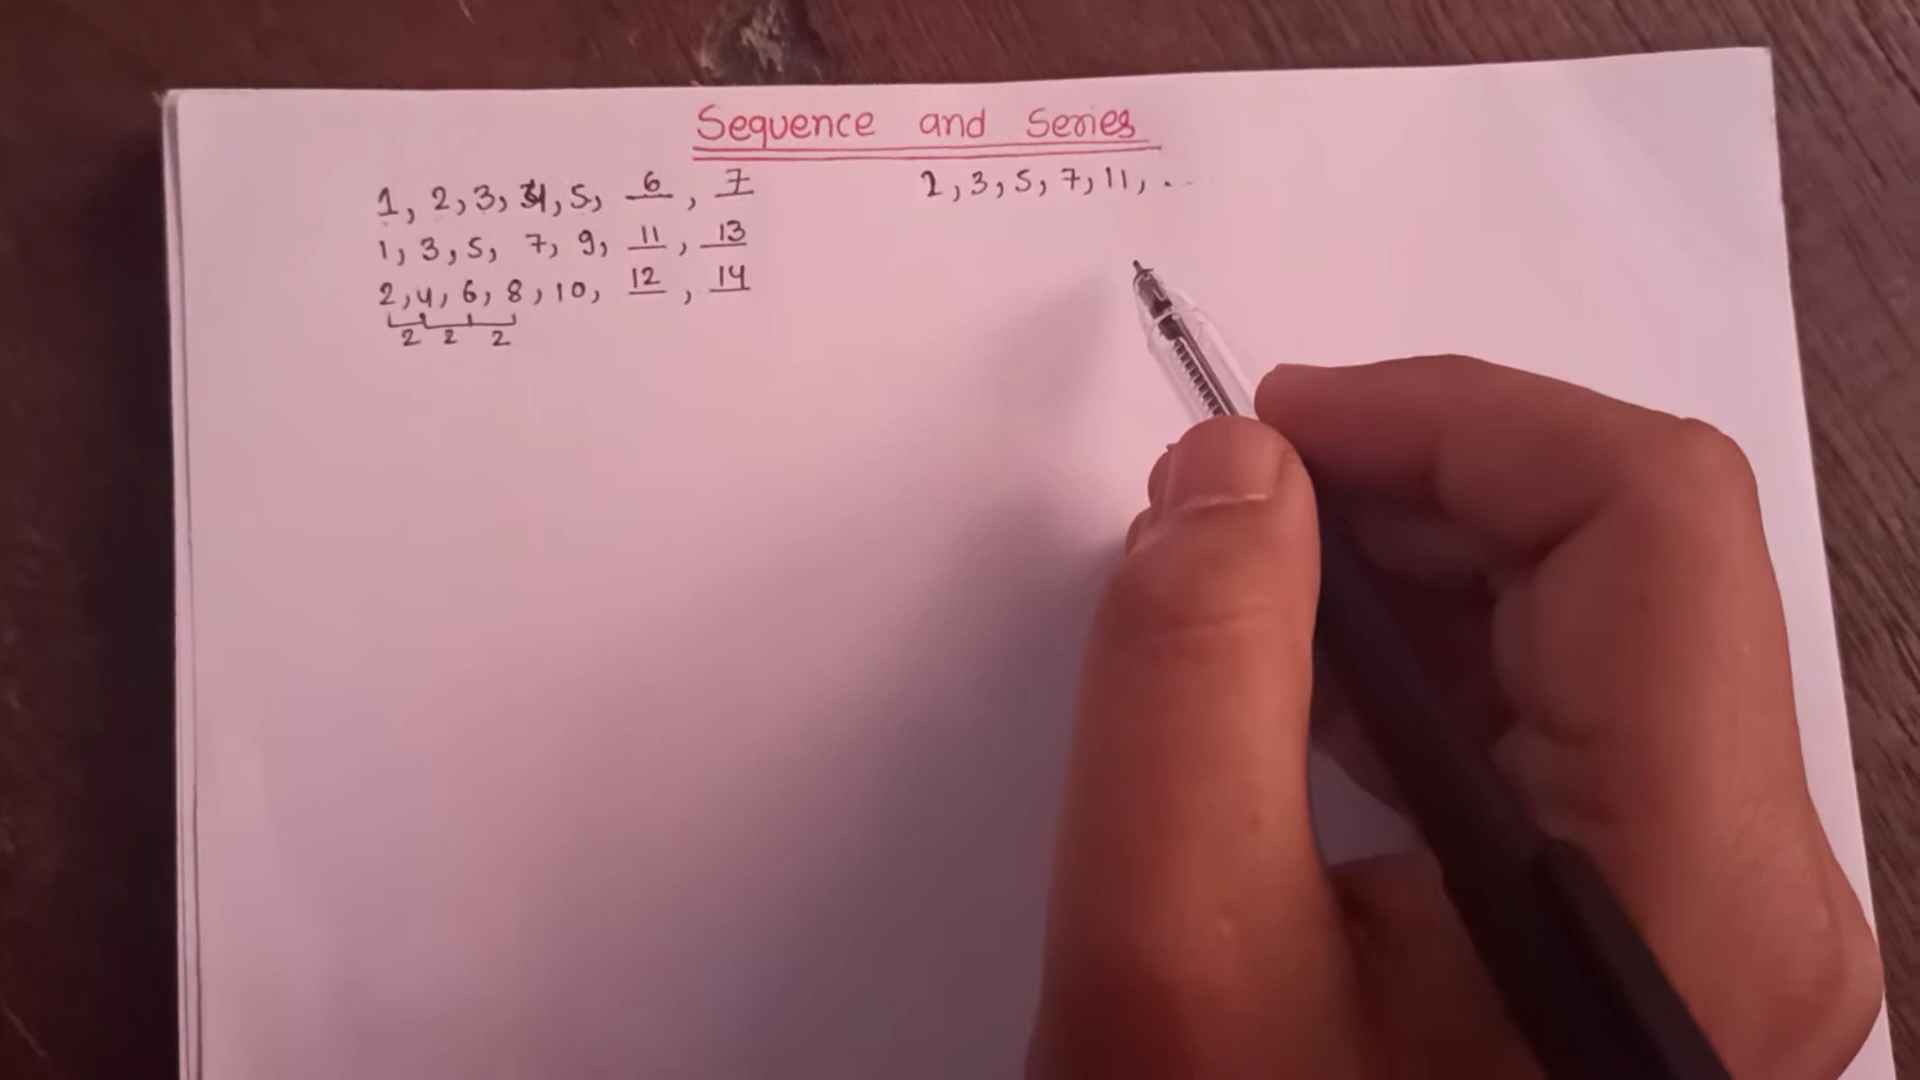 Sequence and Series
1, 2, 3, 4, 5, 6, 7
1, 3, 5, 7, 9, 11, 13
2, 4, 6, 8, 10, 12, 14
2 2 2
2, 3, 5, 7, 11, ...